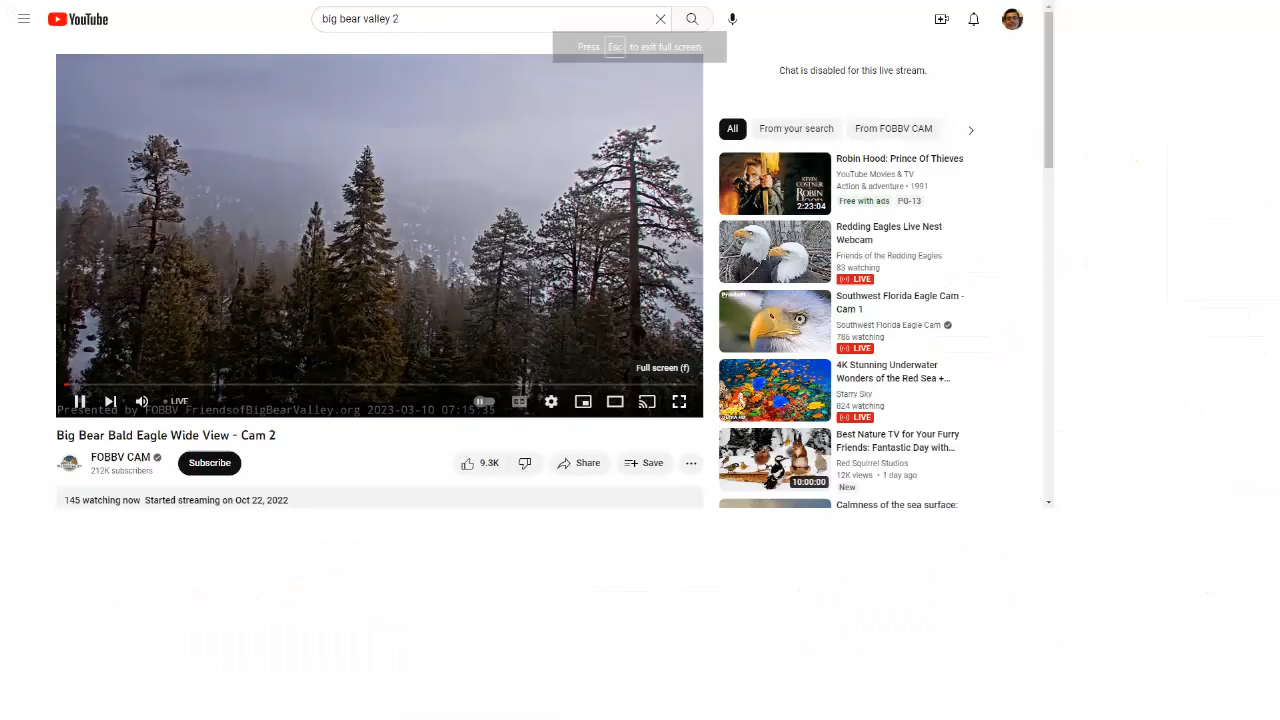 YouTube
big bear valley 2
Press Esc to exit full screen
Chat is disabled for this live stream.
All
From your search
From FOBBV CAM
KEVIN COSTNER
ROBIN HOOD
2:23:04
Robin Hood: Prince Of Thieves
YouTube Movies & TV
Action & adventure • 1991
Free with ads
PG-13
Redding Eagles Live Nest
Webcam
Friends of the Redding Eagles
83 watching
LIVE
Southwest Florida Eagle Cam -
Cam 1
Southwest Florida Eagle Cam
786 watching
LIVE
4K Stunning Underwater
Wonders of the Red Sea +...
Starry Sky
824 watching
LIVE
10:00:00
Best Nature TV for Your Furry
Friends: Fantastic Day with...
Red Squirrel Studios
12K views • 1 day ago
New
Calmness of the sea surface:
Full screen (f)
LIVE
Presented by FOBBV FriendsofBigBearValley.org 2023-03-10 07:15:35
Big Bear Bald Eagle Wide View - Cam 2
FOBBV CAM
212K subscribers
Subscribe
9.3K
Share
Save
145 watching now Started streaming on Oct 22, 2022